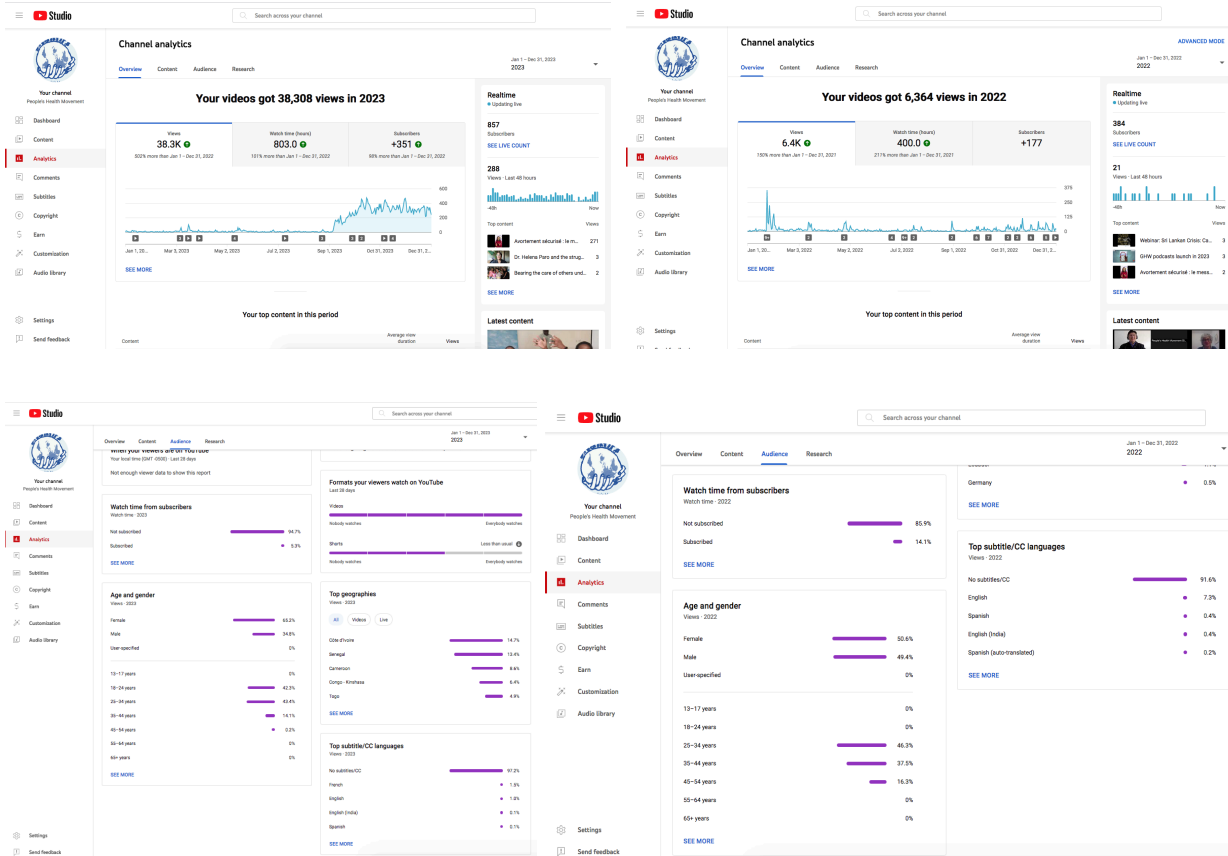 Studio
Search across your channel
Your channel
People's Health Movement
Dashboard
Content
Analytics
Comments
Subtitles
Copyright
Earn
Customization
Audio library
Settings
Send feedback
Channel analytics
Overview Content Audience Research
Jan 1 – Dec 31, 2023
2023
Your videos got 38,308 views in 2023
Views
38.3K
502% more than Jan 1 – Dec 31, 2022
Watch time (hours)
803.0
101% more than Jan 1 – Dec 31, 2022
Subscribers
+351
98% more than Jan 1 – Dec 31, 2022
600
400
200
0
Jan 1, 20... Mar 3, 2023 May 2, 2023 Jul 2, 2023 Sep 1, 2023 Oct 31, 2023 Dec 31, 2...
SEE MORE
Your top content in this period
Content Average view duration Views
Realtime
Updating live
857
Subscribers
SEE LIVE COUNT
288
Views · Last 48 hours
-48h Now
Top content Views
Avortement sécurisé : le m... 271
Dr. Helena Paro and the strug... 3
Bearing the care of others und... 2
SEE MORE
Latest content
Studio
Search across your channel
Your channel
People's Health Movement
Dashboard
Content
Analytics
Comments
Subtitles
Copyright
Earn
Customization
Audio library
Settings
Channel analytics
ADVANCED MODE
Overview Content Audience Research
Jan 1 – Dec 31, 2022
2022
Your videos got 6,364 views in 2022
Views
6.4K
150% more than Jan 1 – Dec 31, 2021
Watch time (hours)
400.0
211% more than Jan 1 – Dec 31, 2021
Subscribers
+177
375
250
125
0
Jan 1, 20... Mar 3, 2022 May 2, 2022 Jul 2, 2022 Sep 1, 2022 Oct 31, 2022 Dec 31, 2...
SEE MORE
Your top content in this period
Content Average view duration Views
Realtime
Updating live
384
Subscribers
SEE LIVE COUNT
21
Views · Last 48 hours
-48h Now
Top content Views
Webinar: Sri Lankan Crisis: Ca... 3
GHW podcasts launch in 2023 3
Avortement sécurisé : le mess... 2
SEE MORE
Latest content
Studio
Search across your channel
Your channel
People's Health Movement
Dashboard
Content
Analytics
Comments
Subtitles
Copyright
Earn
Customization
Audio library
Settings
Send feedback
Overview Content Audience Research
Jan 1 – Dec 31, 2023
2023
When your viewers are on YouTube
Your local time (GMT -0500) · Last 28 days
Not enough viewer data to show this report
Watch time from subscribers
Watch time · 2023
Not subscribed 94.7%
Subscribed 5.3%
SEE MORE
Age and gender
Views · 2023
Female 65.2%
Male 34.8%
User-specified 0%
13–17 years 0%
18–24 years 42.3%
25–34 years 43.4%
35–44 years 14.1%
45–54 years 0.2%
55–64 years 0%
65+ years 0%
SEE MORE
Formats your viewers watch on YouTube
Last 28 days
Videos
Nobody watches Everybody watches
Shorts Less than usual
Nobody watches Everybody watches
Top geographies
Views · 2023
All Videos Live
Côte d'Ivoire 14.7%
Senegal 13.4%
Cameroon 8.6%
Congo - Kinshasa 6.4%
Togo 4.9%
SEE MORE
Top subtitle/CC languages
Views · 2023
No subtitles/CC 97.2%
French 1.5%
English 1.0%
English (India) 0.1%
Spanish 0.1%
SEE MORE
Studio
Search across your channel
Your channel
People's Health Movement
Dashboard
Content
Analytics
Comments
Subtitles
Copyright
Earn
Customization
Audio library
Settings
Send feedback
Overview Content Audience Research
Jan 1 – Dec 31, 2022
2022
Watch time from subscribers
Watch time · 2022
Not subscribed 85.9%
Subscribed 14.1%
SEE MORE
Age and gender
Views · 2022
Female 50.6%
Male 49.4%
User-specified 0%
13–17 years 0%
18–24 years 0%
25–34 years 46.3%
35–44 years 37.5%
45–54 years 16.3%
55–64 years 0%
65+ years 0%
SEE MORE
Germany 0.5%
SEE MORE
Top subtitle/CC languages
Views · 2022
No subtitles/CC 91.6%
English 7.3%
Spanish 0.4%
English (India) 0.4%
Spanish (auto-translated) 0.2%
SEE MORE